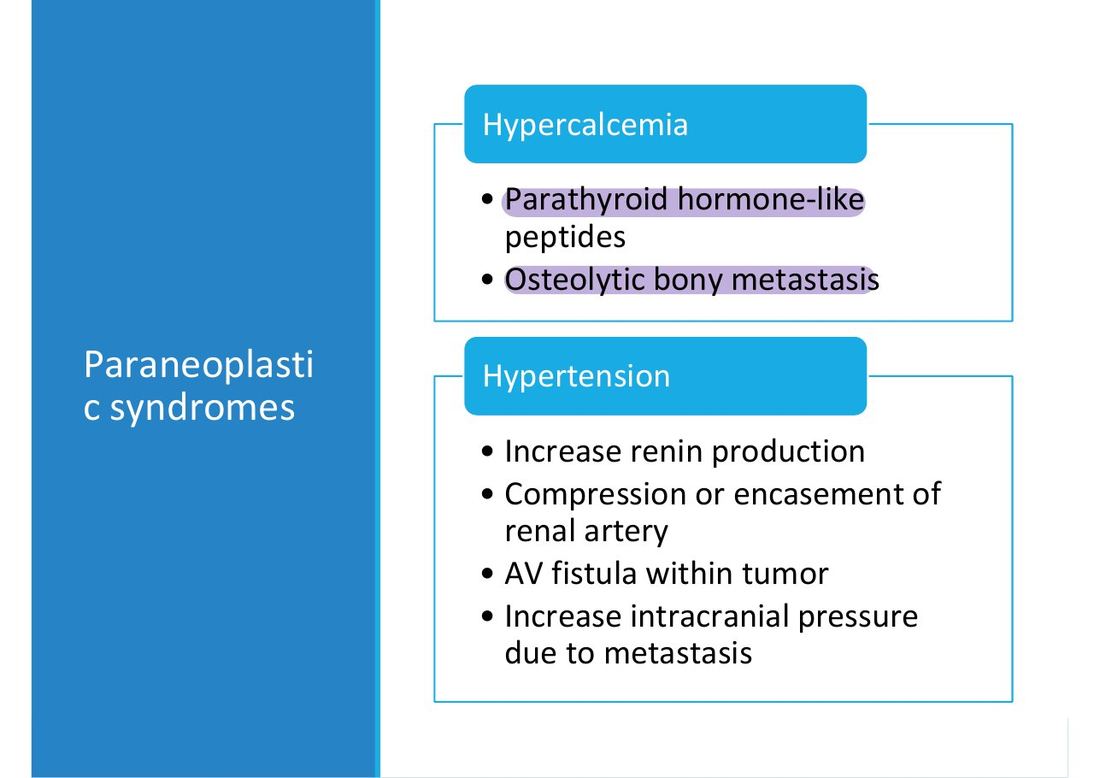 Paraneoplasti
c syndromes
Hypercalcemia
• Parathyroid hormone-like
peptides
• Osteolytic bony metastasis
Hypertension
• Increase renin production
• Compression or encasement of
renal artery
• AV fistula within tumor
• Increase intracranial pressure
due to metastasis